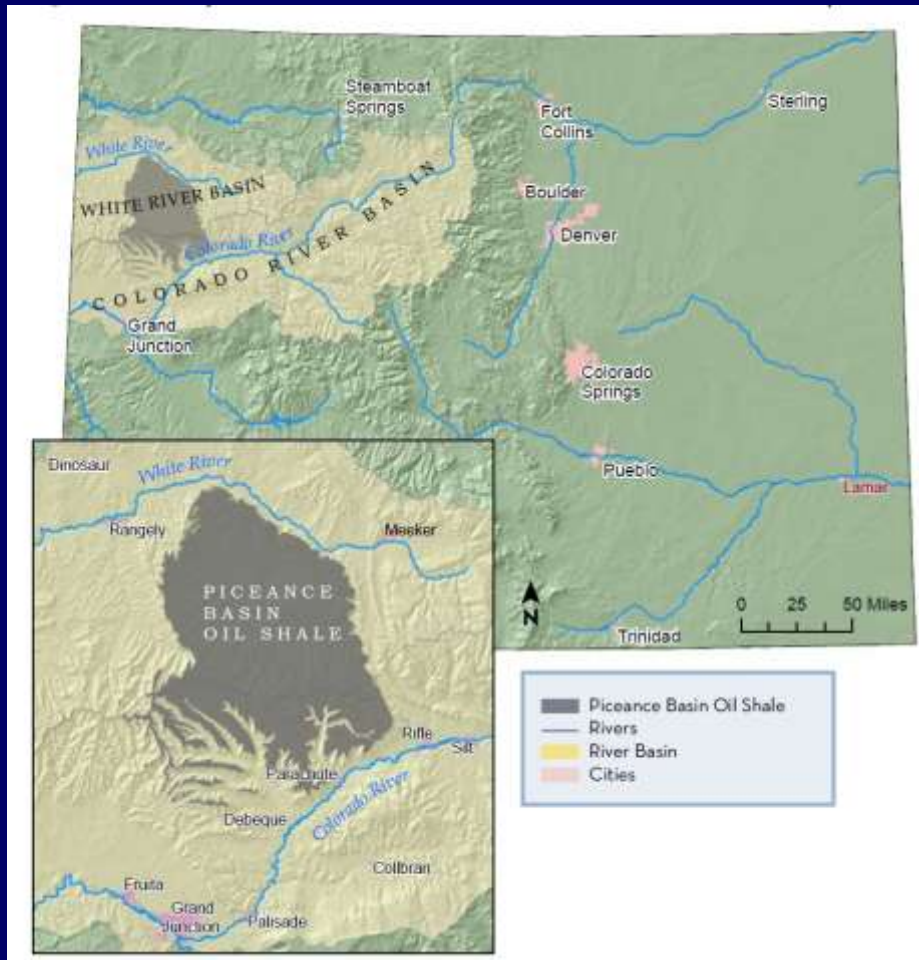 Steamboat
Springs
Fort
Collins
Sterling
White River
WHITE RIVER BASIN
Boulder
Denver
Colorado River
COLORADO RIVER BASIN
Grand
Junction
Colorado
Springs
Pueblo
Lamar
N
0 25 50 Miles
Trinidad
Dinosaur
White River
Rangely
Meeker
PICEANCE
BASIN
OIL SHALE
Rifle
Silt
Parachute
Colorado River
Debeque
Collbran
Fruita
Grand
Junction
Palisade
Piceance Basin Oil Shale
Rivers
River Basin
Cities